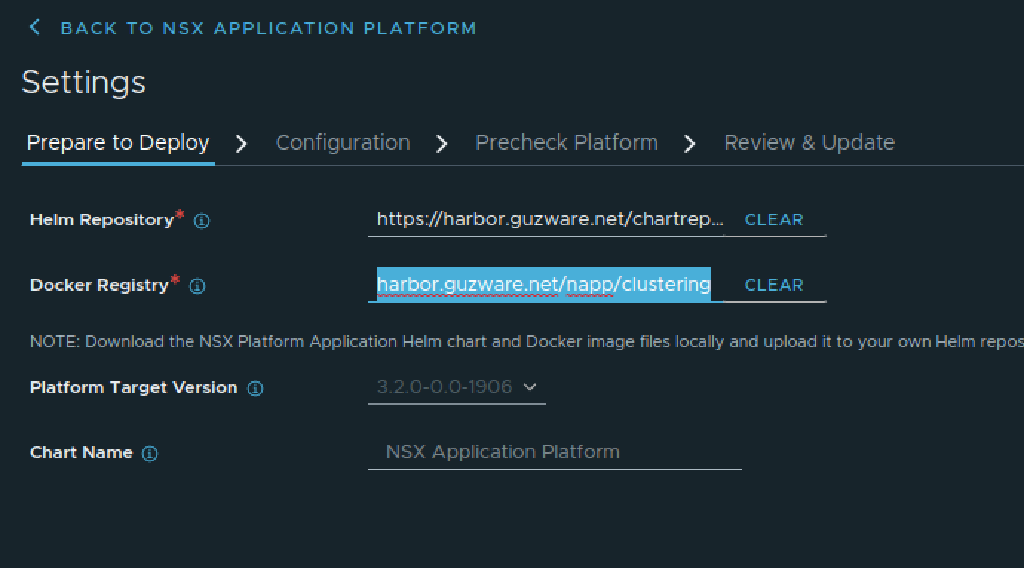 BACK TO NSX APPLICATION PLATFORM
Settings
Prepare to Deploy Configuration Precheck Platform Review & Update
Helm Repository* https://harbor.guzware.net/chartrep... CLEAR
Docker Registry* harbor.guzware.net/napp/clustering CLEAR
NOTE: Download the NSX Platform Application Helm chart and Docker image files locally and upload it to your own Helm repos
Platform Target Version 3.2.0-0.0-1906
Chart Name NSX Application Platform